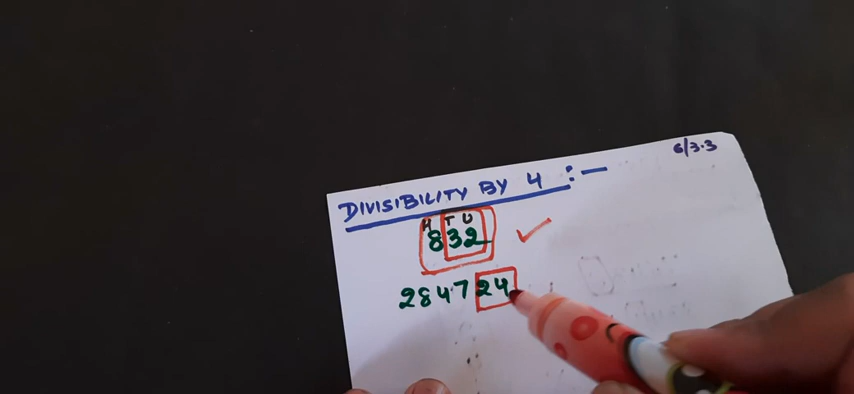 6/3.3
DIVISIBILITY BY 4 :-
H T U
832 ✓
284724